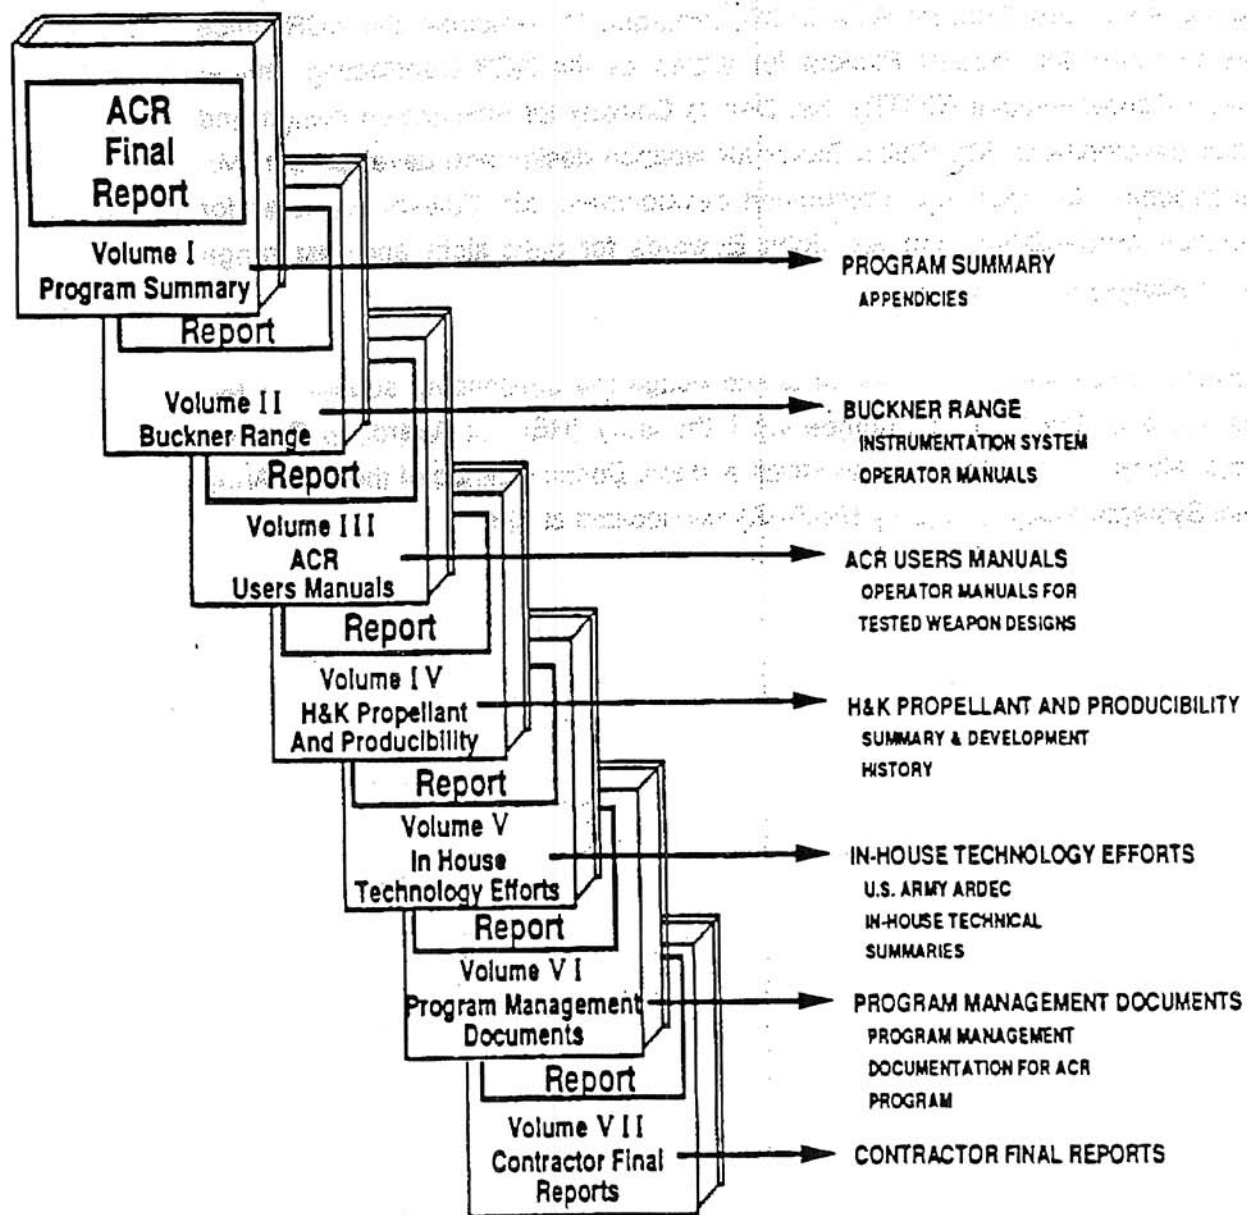 ACR
Final
Report
Volume I
Program Summary
PROGRAM SUMMARY
APPENDICIES
Report
Volume II
Buckner Range
BUCKNER RANGE
INSTRUMENTATION SYSTEM
OPERATOR MANUALS
Report
Volume III
ACR
Users Manuals
ACR USERS MANUALS
OPERATOR MANUALS FOR
TESTED WEAPON DESIGNS
Report
Volume IV
H&K Propellant
And Producibility
H&K PROPELLANT AND PRODUCIBILITY
SUMMARY & DEVELOPMENT
HISTORY
Report
Volume V
In House
Technology Efforts
IN-HOUSE TECHNOLOGY EFFORTS
U.S. ARMY ARDEC
IN-HOUSE TECHNICAL
SUMMARIES
Report
Volume VI
Program Management
Documents
PROGRAM MANAGEMENT DOCUMENTS
PROGRAM MANAGEMENT
DOCUMENTATION FOR ACR
PROGRAM
Report
Volume VII
Contractor Final
Reports
CONTRACTOR FINAL REPORTS